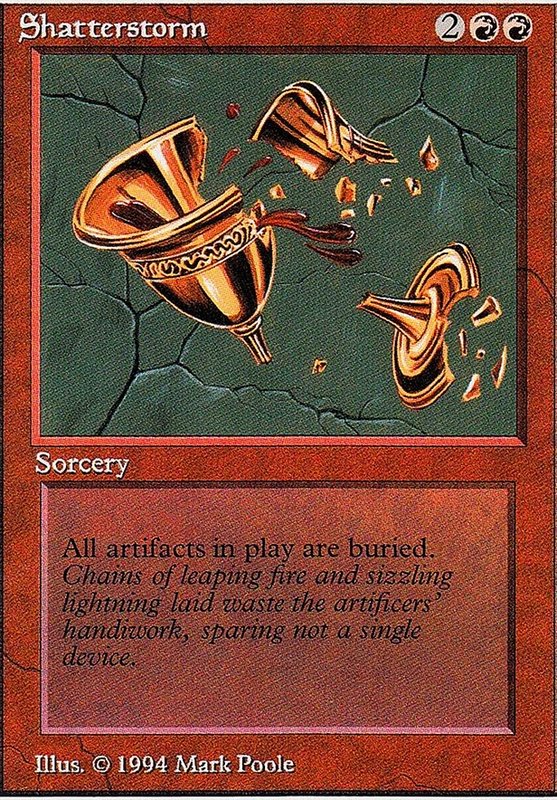 Shatterstorm 2
Sorcery
All artifacts in play are buried.
Chains of leaping fire and sizzling
lightning laid waste the artificers'
handiwork, sparing not a single
device.
Illus. © 1994 Mark Poole